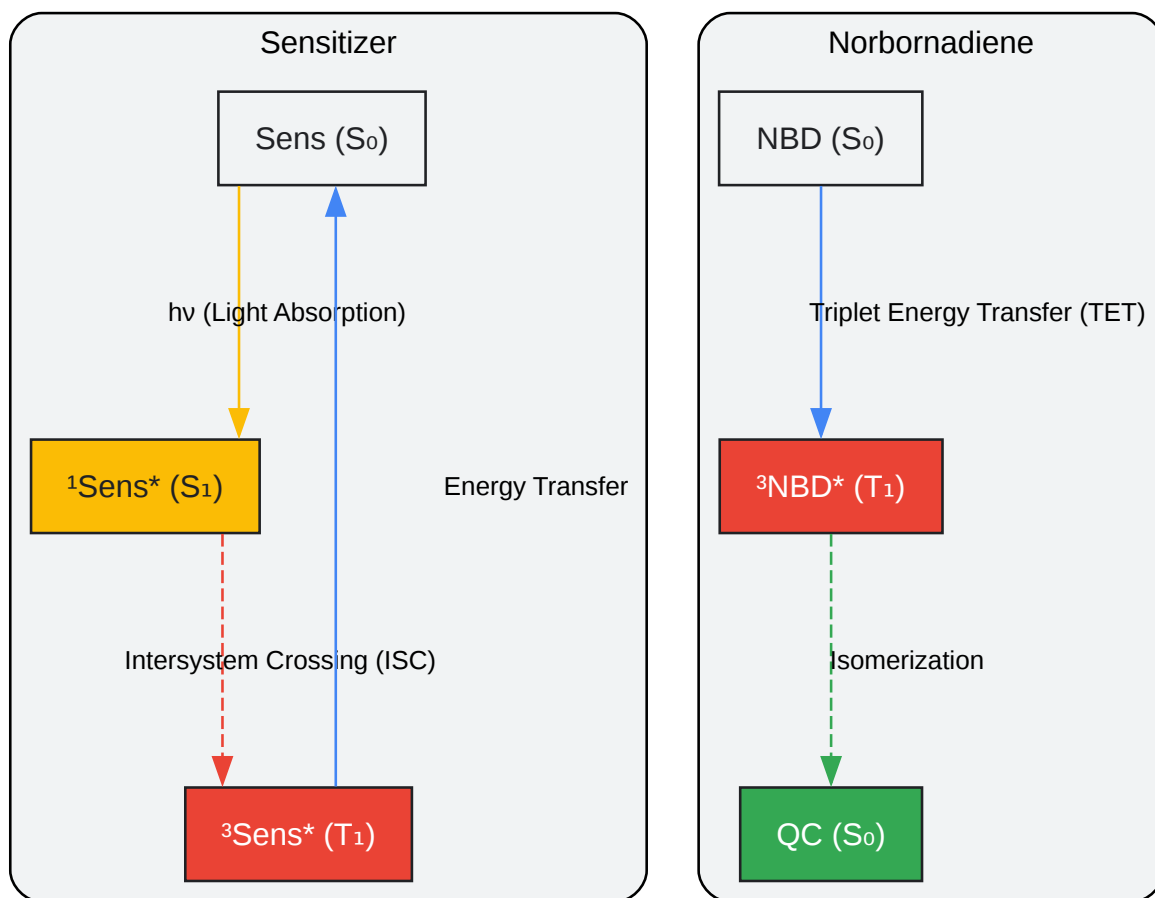 Sensitizer
Sens (S₀)
hν (Light Absorption)
¹Sens* (S₁)
Energy Transfer
Intersystem Crossing (ISC)
³Sens* (T₁)
Norbornadiene
NBD (S₀)
Triplet Energy Transfer (TET)
³NBD* (T₁)
Isomerization
QC (S₀)